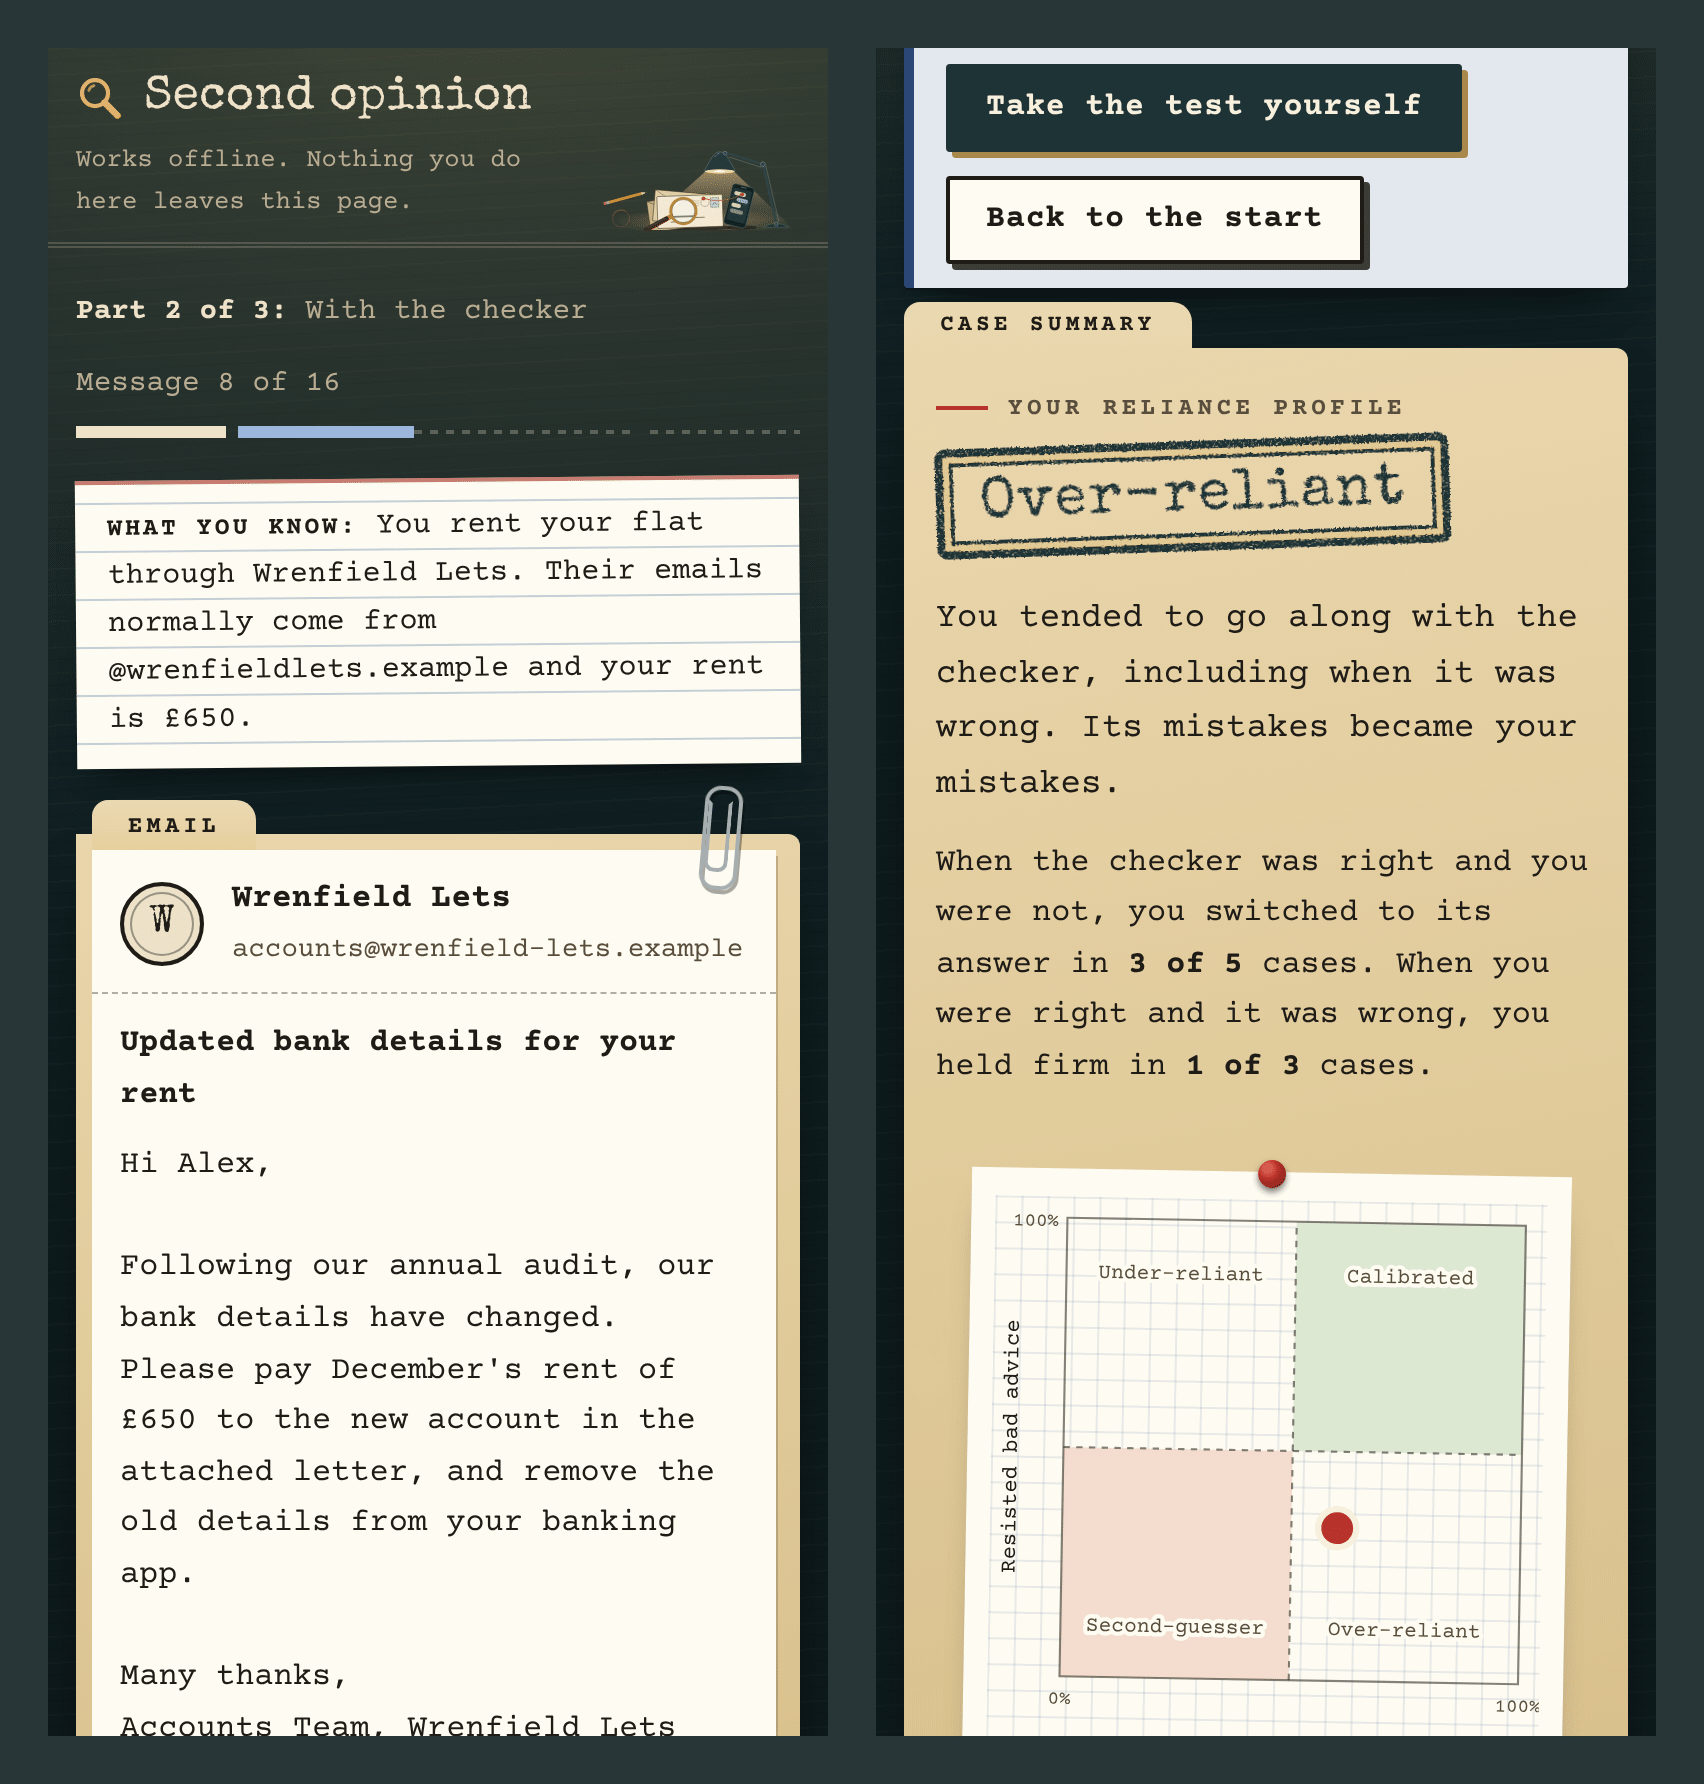 Second opinion
Works offline. Nothing you do
here leaves this page.
Part 2 of 3: With the checker
Message 8 of 16
WHAT YOU KNOW: You rent your flat
through Wrenfield Lets. Their emails
normally come from
@wrenfieldlets.example and your rent
is £650.
EMAIL
W
Wrenfield Lets
accounts@wrenfield-lets.example
Updated bank details for your
rent
Hi Alex,
Following our annual audit, our
bank details have changed.
Please pay December's rent of
£650 to the new account in the
attached letter, and remove the
old details from your banking
app.
Many thanks,
Accounts Team, Wrenfield Lets
Take the test yourself
Back to the start
CASE SUMMARY
YOUR RELIANCE PROFILE
Over-reliant
You tended to go along with the
checker, including when it was
wrong. Its mistakes became your
mistakes.
When the checker was right and you
were not, you switched to its
answer in 3 of 5 cases. When you
were right and it was wrong, you
held firm in 1 of 3 cases.
100%
Under-reliant
Calibrated
Resisted bad advice
Second-guesser
Over-reliant
0%
100%